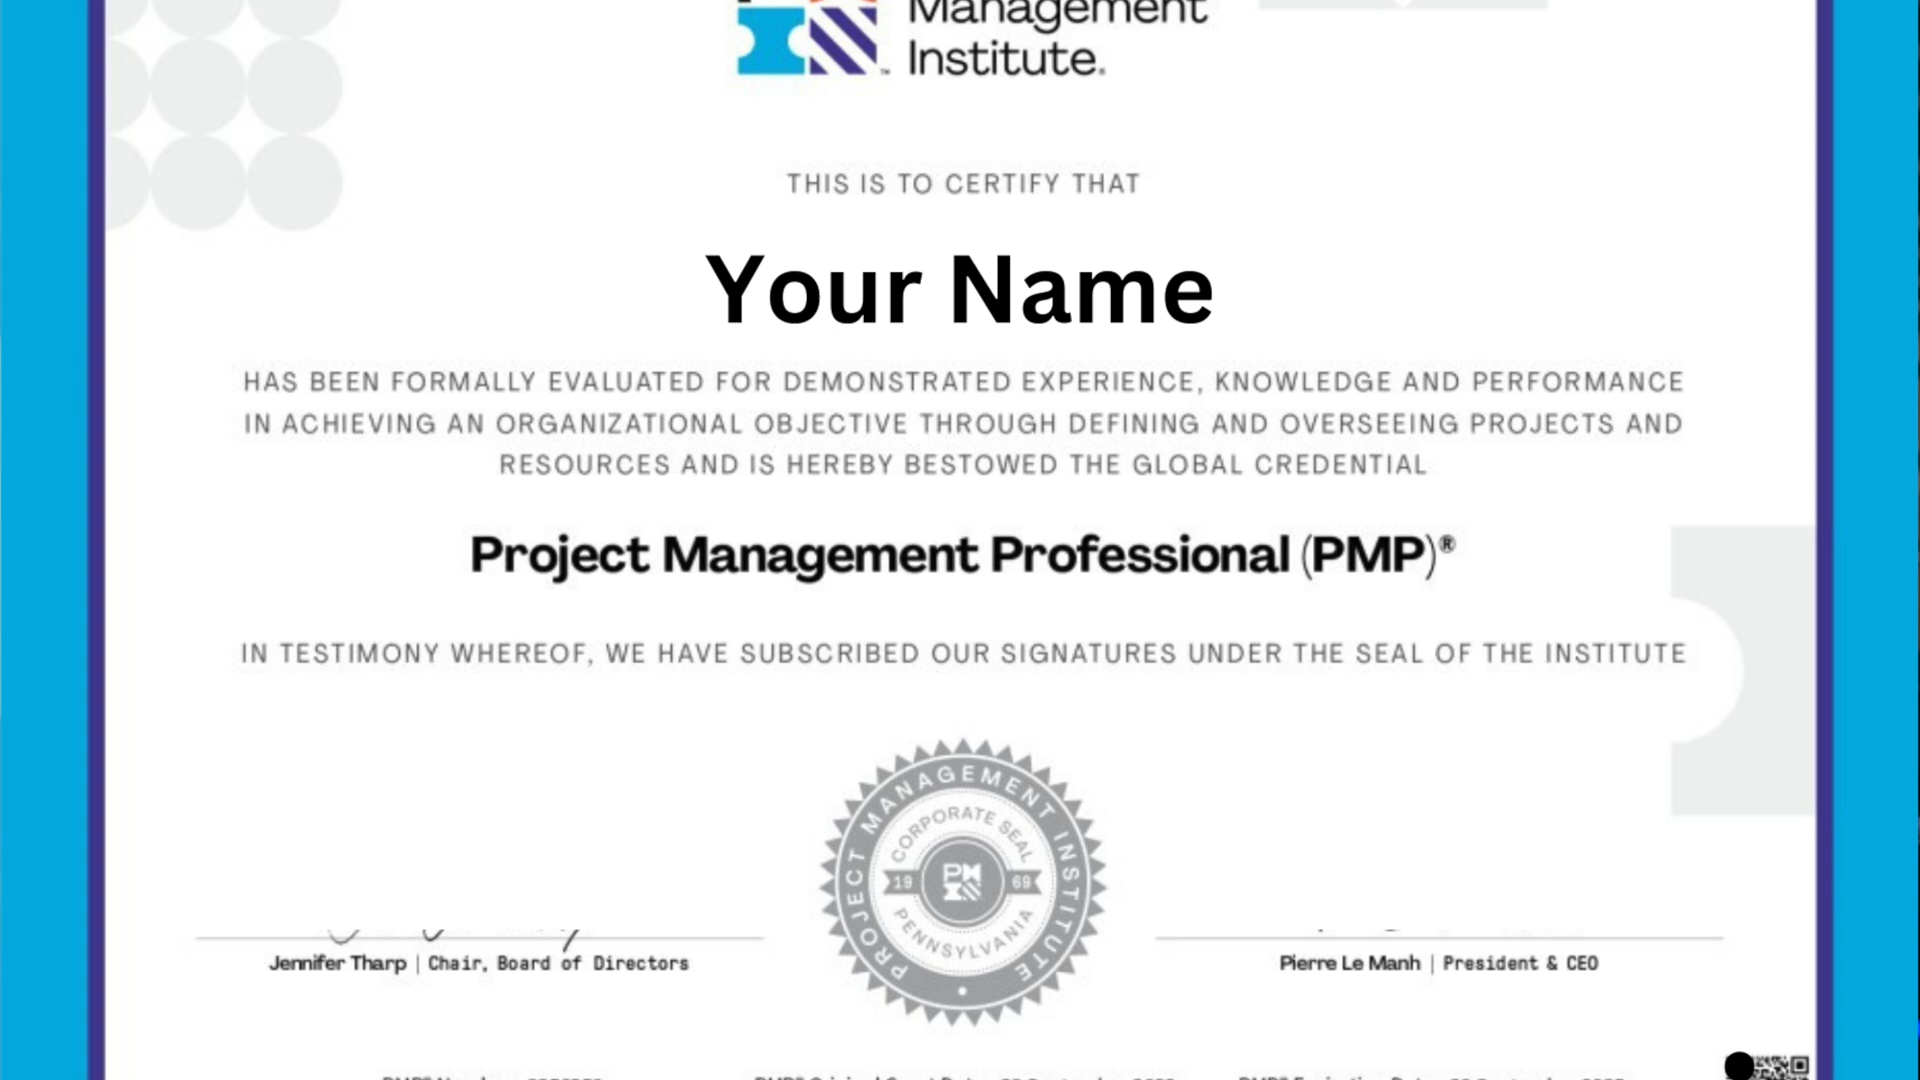 Management
Institute.
THIS IS TO CERTIFY THAT
Your Name
HAS BEEN FORMALLY EVALUATED FOR DEMONSTRATED EXPERIENCE, KNOWLEDGE AND PERFORMANCE
IN ACHIEVING AN ORGANIZATIONAL OBJECTIVE THROUGH DEFINING AND OVERSEEING PROJECTS AND
RESOURCES AND IS HEREBY BESTOWED THE GLOBAL CREDENTIAL
Project Management Professional (PMP)®
IN TESTIMONY WHEREOF, WE HAVE SUBSCRIBED OUR SIGNATURES UNDER THE SEAL OF THE INSTITUTE
PROJECT MANAGEMENT INSTITUTE
CORPORATE SEAL
19 PMI 69
PENNSYLVANIA
Jennifer Tharp | Chair, Board of Directors
Pierre Le Manh | President & CEO